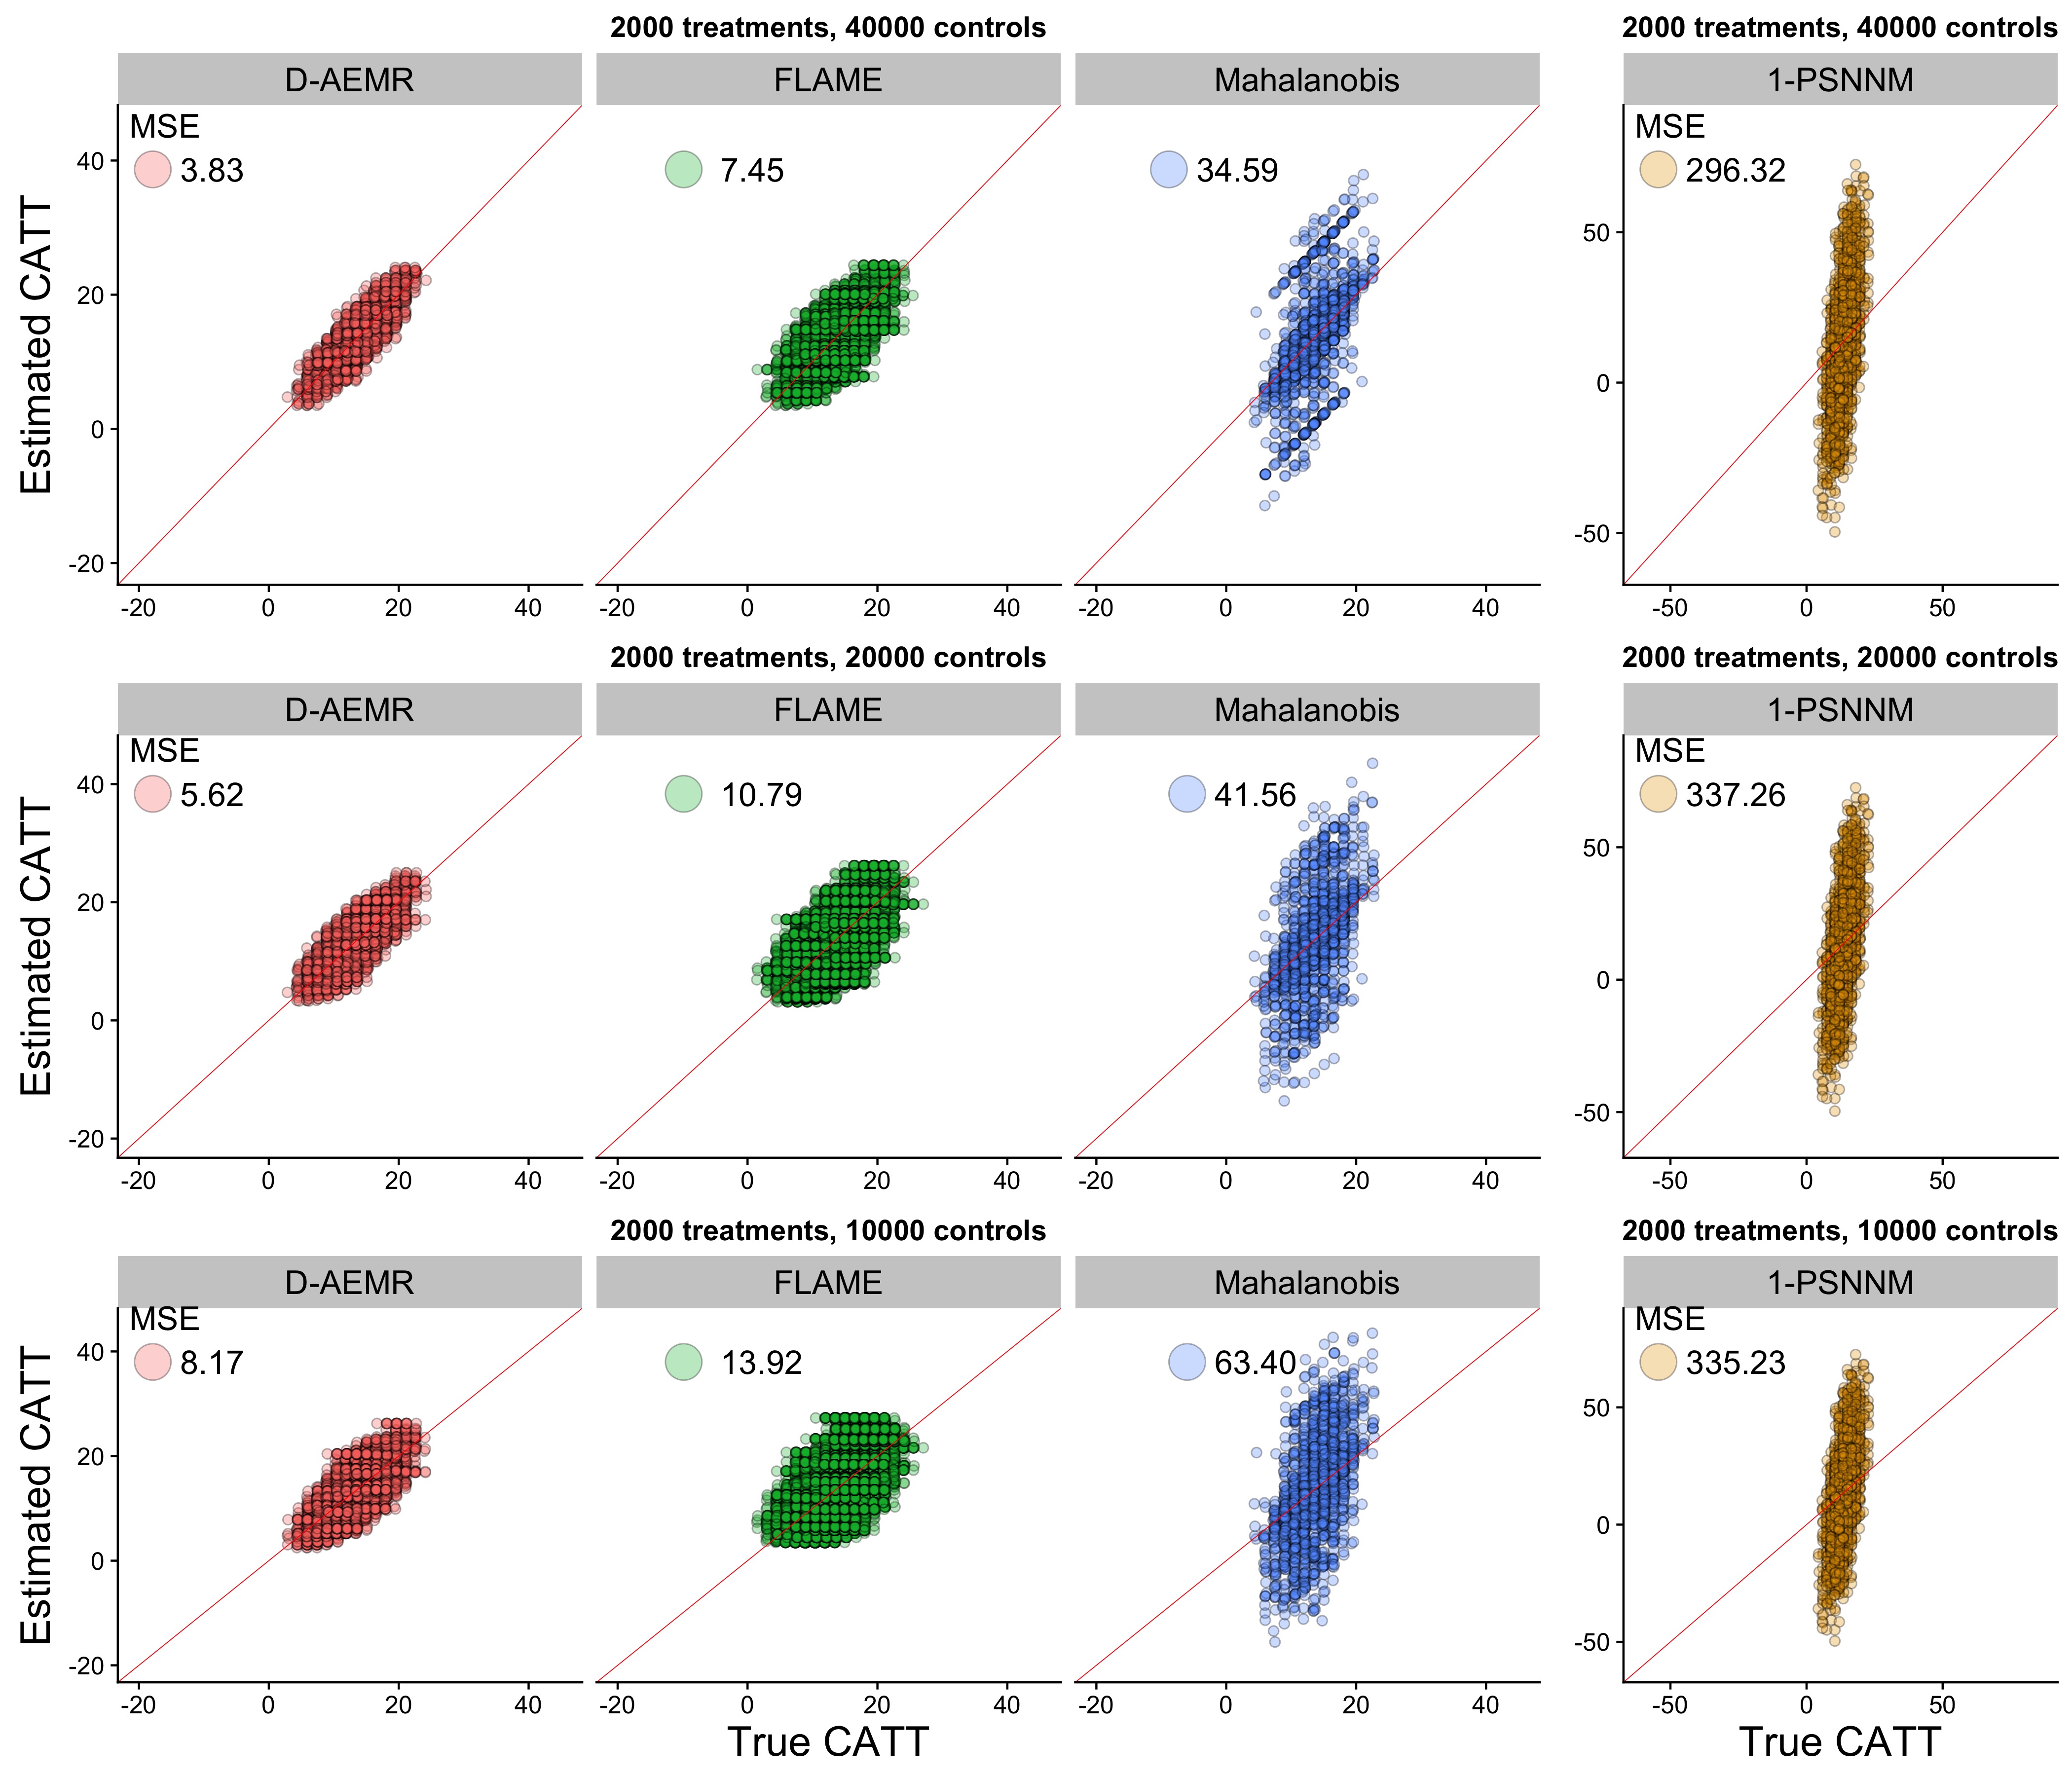 2000 treatments, 40000 controls
2000 treatments, 40000 controls
D-AEMR
FLAME
Mahalanobis
1-PSNNM
MSE
3.83
7.45
34.59
MSE
296.32
Estimated CATT
40
20
0
-20
50
0
-50
-20 0 20 40
-20 0 20 40
-20 0 20 40
-50 0 50
2000 treatments, 20000 controls
2000 treatments, 20000 controls
D-AEMR
FLAME
Mahalanobis
1-PSNNM
MSE
5.62
10.79
41.56
MSE
337.26
Estimated CATT
40
20
0
-20
50
0
-50
-20 0 20 40
-20 0 20 40
-20 0 20 40
-50 0 50
2000 treatments, 10000 controls
2000 treatments, 10000 controls
D-AEMR
FLAME
Mahalanobis
1-PSNNM
MSE
8.17
13.92
63.40
MSE
335.23
Estimated CATT
40
20
0
-20
50
0
-50
-20 0 20 40
-20 0 20 40
-20 0 20 40
-50 0 50
True CATT
True CATT